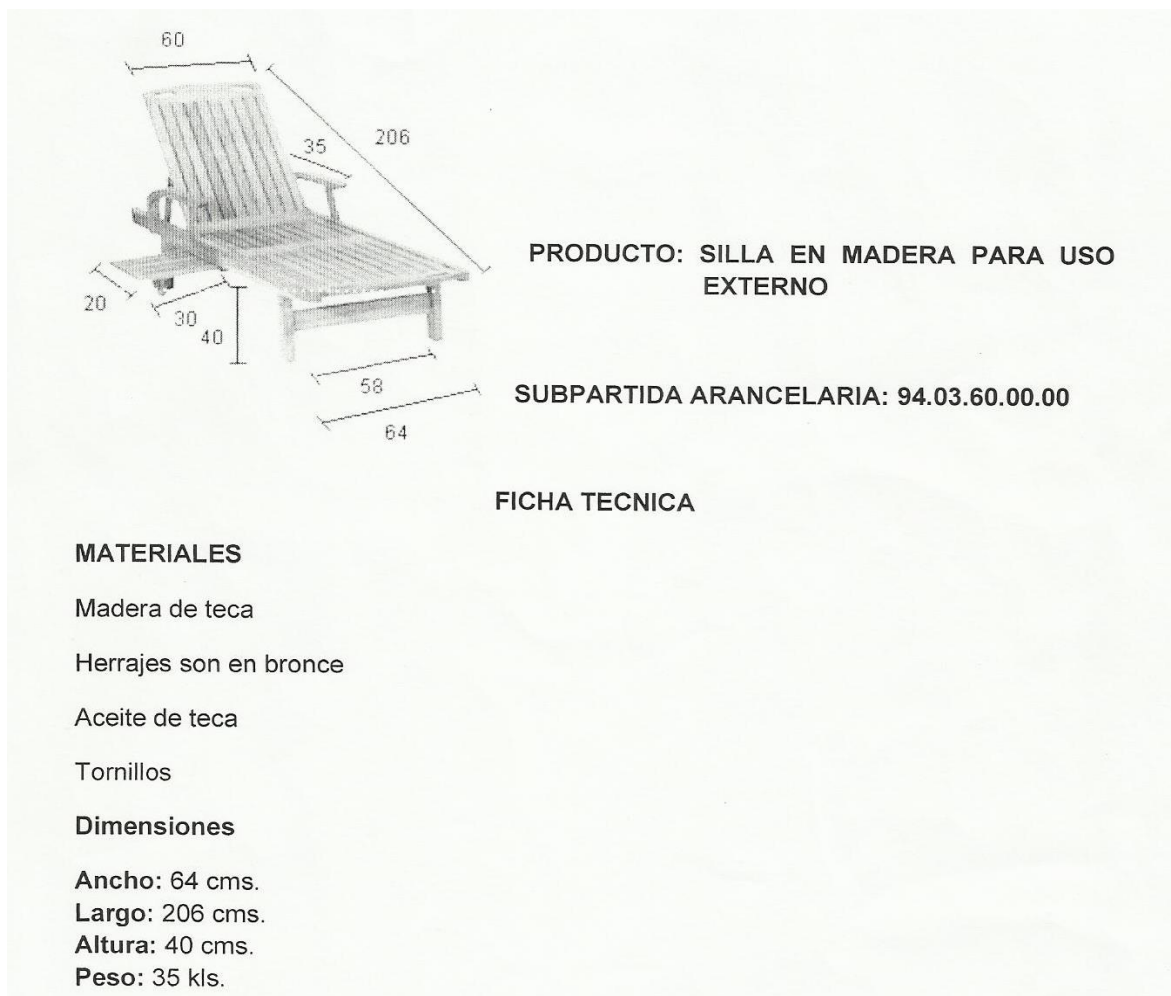 60
206
35
PRODUCTO: SILLA EN MADERA PARA USO
EXTERNO
20
30
40
58
SUBPARTIDA ARANCELARIA: 94.03.60.00.00
64
FICHA TECNICA
MATERIALES
Madera de teca
Herrajes son en bronce
Aceite de teca
Tornillos
Dimensiones
Ancho: 64 cms.
Largo: 206 cms.
Altura: 40 cms.
Peso: 35 kls.